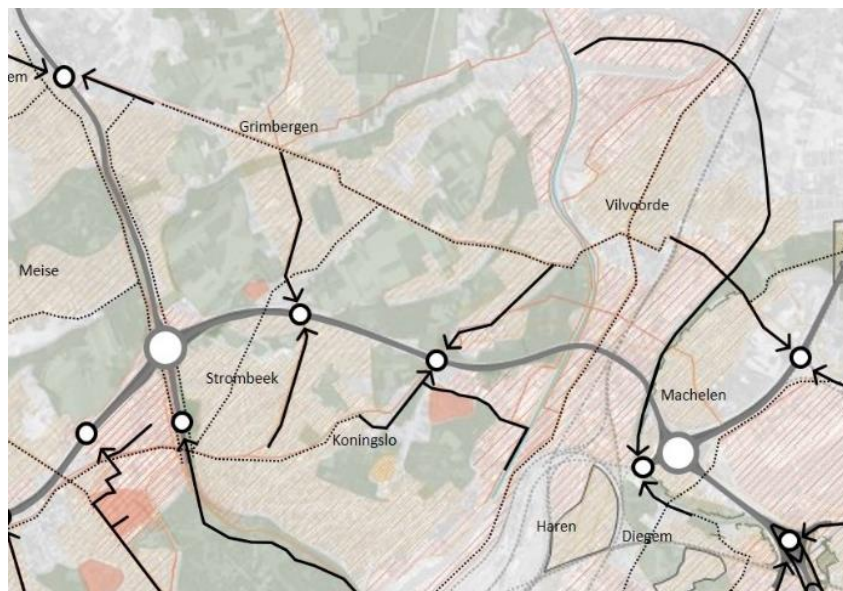 em
Grimbergen
Vilvoorde
Meise
Strombeek
Machelen
Koningslo
Haren
Diegem